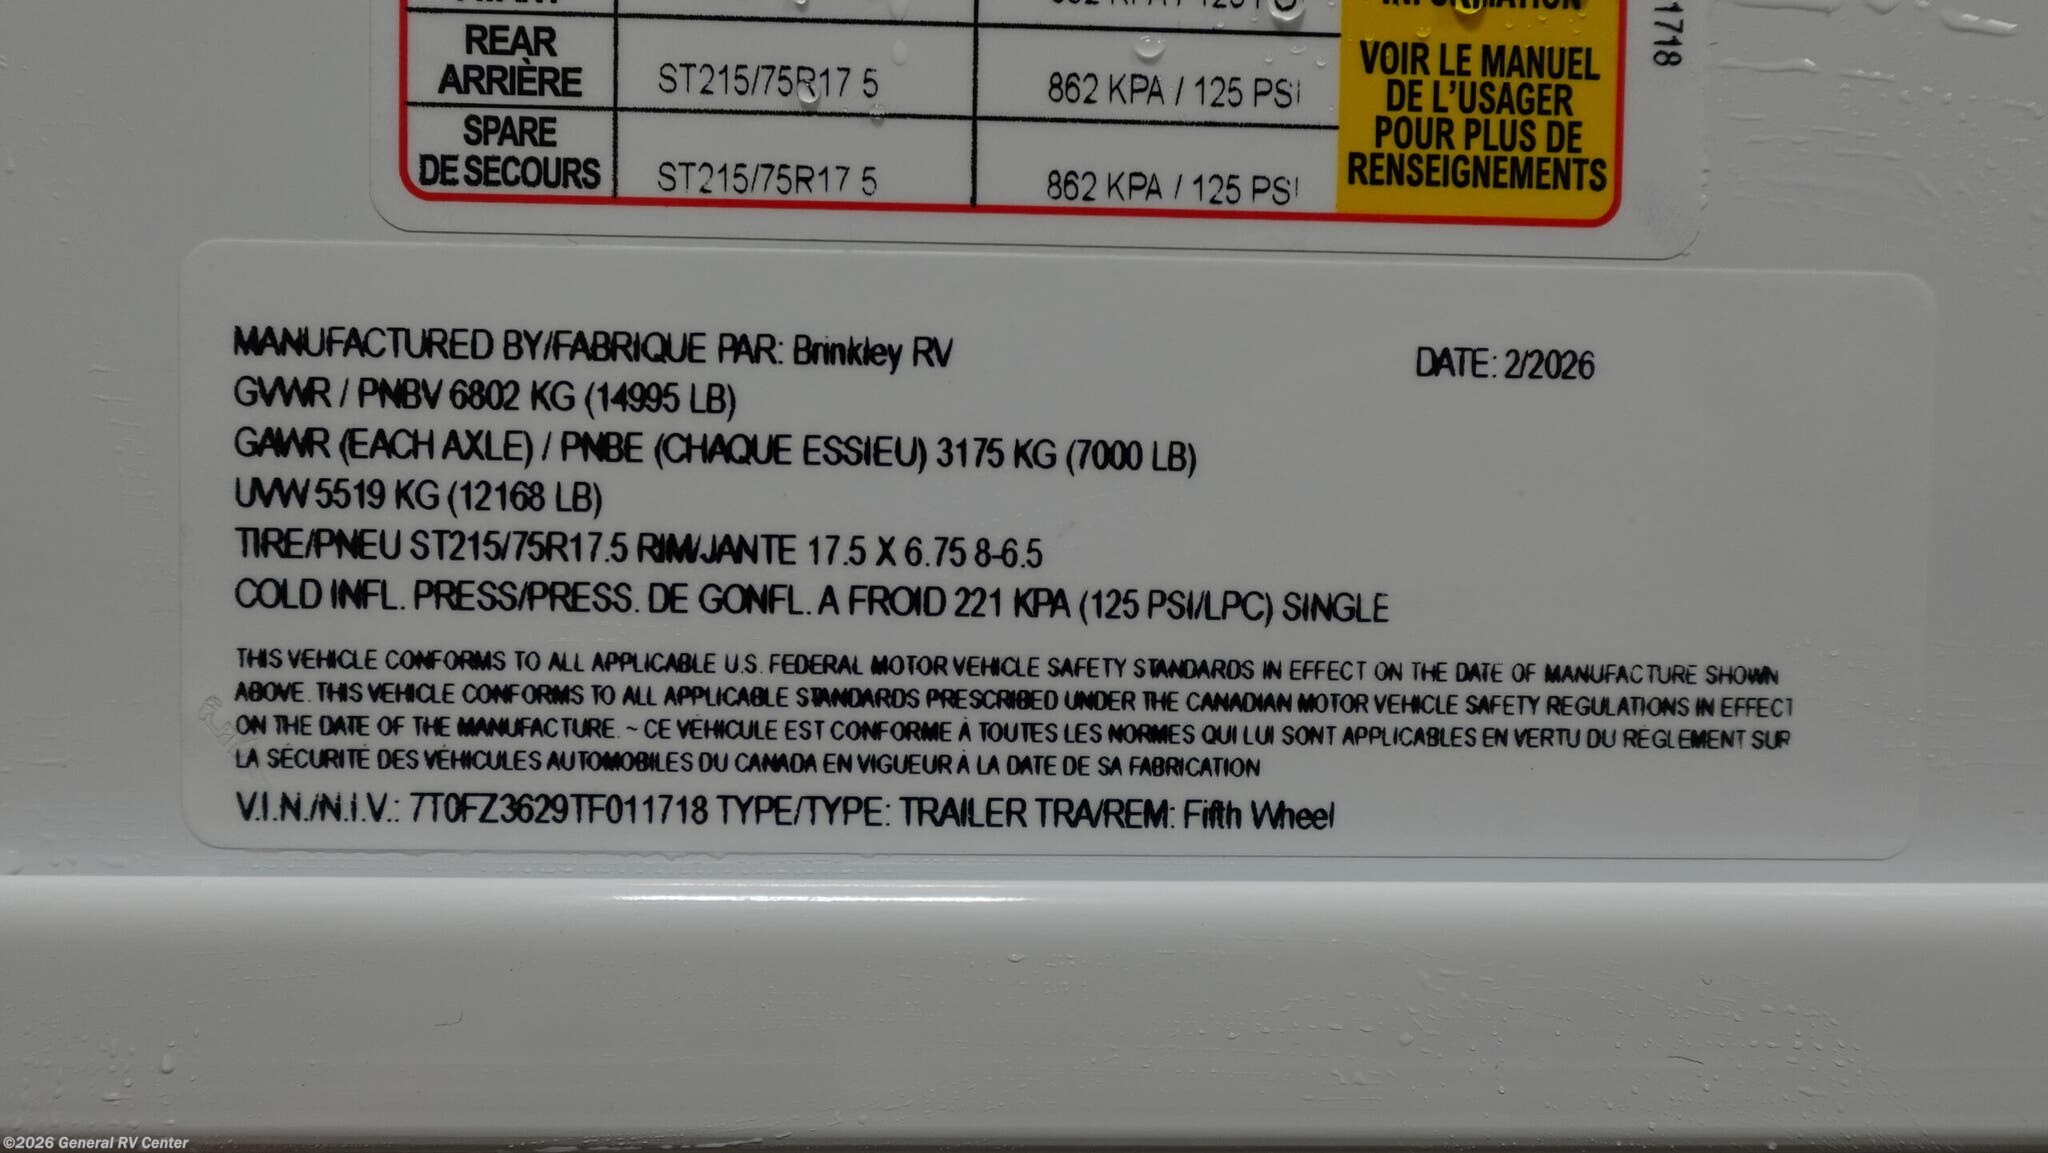 REAR
ARRIÈRE
ST215/75R17 5
862 KPA / 125 PSI
SPARE
DE SECOURS
ST215/75R17 5
862 KPA / 125 PSI
INFORMATION
VOIR LE MANUEL
DE L'USAGER
POUR PLUS DE
RENSEIGNEMENTS
1718
MANUFACTURED BY/FABRIQUE PAR: Brinkley RV
DATE: 2/2026
GVWR / PNBV 6802 KG (14995 LB)
GAWR (EACH AXLE) / PNBE (CHAQUE ESSIEU) 3175 KG (7000 LB)
UVW 5519 KG (12168 LB)
TIRE/PNEU ST215/75R17.5 RIM/JANTE 17.5 X 6.75 8-6.5
COLD INFL. PRESS/PRESS. DE GONFL. A FROID 221 KPA (125 PSI/LPC) SINGLE
THIS VEHICLE CONFORMS TO ALL APPLICABLE U.S. FEDERAL MOTOR VEHICLE SAFETY STANDARDS IN EFFECT ON THE DATE OF MANUFACTURE SHOWN
ABOVE. THIS VEHICLE CONFORMS TO ALL APPLICABLE STANDARDS PRESCRIBED UNDER THE CANADIAN MOTOR VEHICLE SAFETY REGULATIONS IN EFFECT
ON THE DATE OF THE MANUFACTURE. ~ CE VÉHICULE EST CONFORME À TOUTES LES NORMES QUI LUI SONT APPLICABLES EN VERTU DU RÈGLEMENT SUR
LA SÉCURITÉ DES VÉHICULES AUTOMOBILES DU CANADA EN VIGUEUR À LA DATE DE SA FABRICATION
V.I.N./N.I.V.: 7T0FZ3629TF011718 TYPE/TYPE: TRAILER TRA/REM: Fifth Wheel
©2026 General RV Center